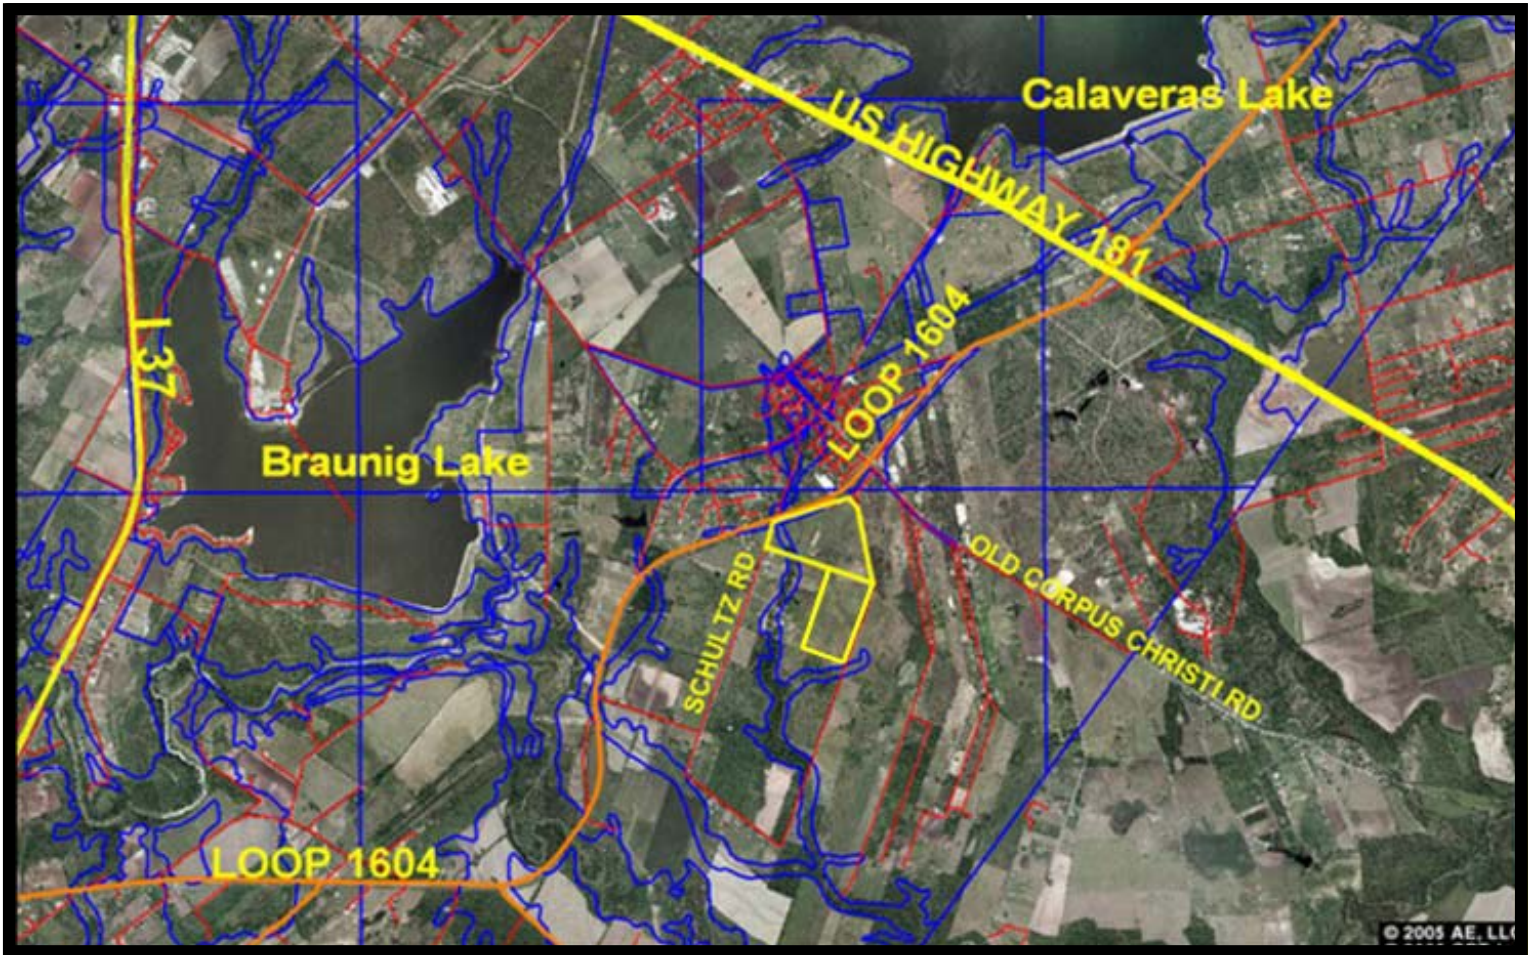 Calaveras Lake
US HIGHWAY 181
I-37
LOOP 1604
Braunig Lake
SCHULTZ RD
OLD CORPUS CHRISTI RD
LOOP 1604
© 2005 AE, LLC